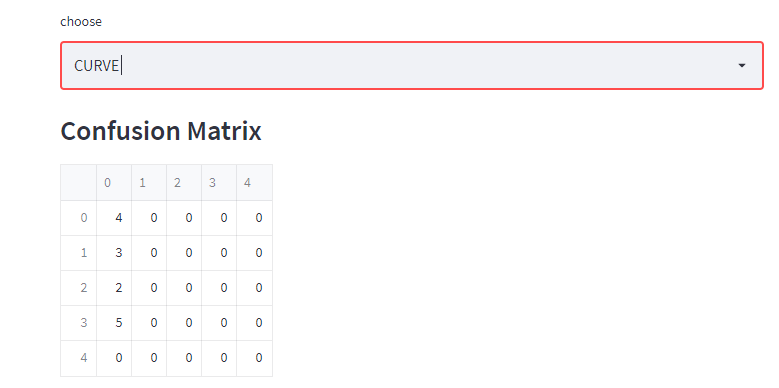 choose
CURVE
Confusion Matrix
0 1 2 3 4
0 4 0 0 0 0
1 3 0 0 0 0
2 2 0 0 0 0
3 5 0 0 0 0
4 0 0 0 0 0